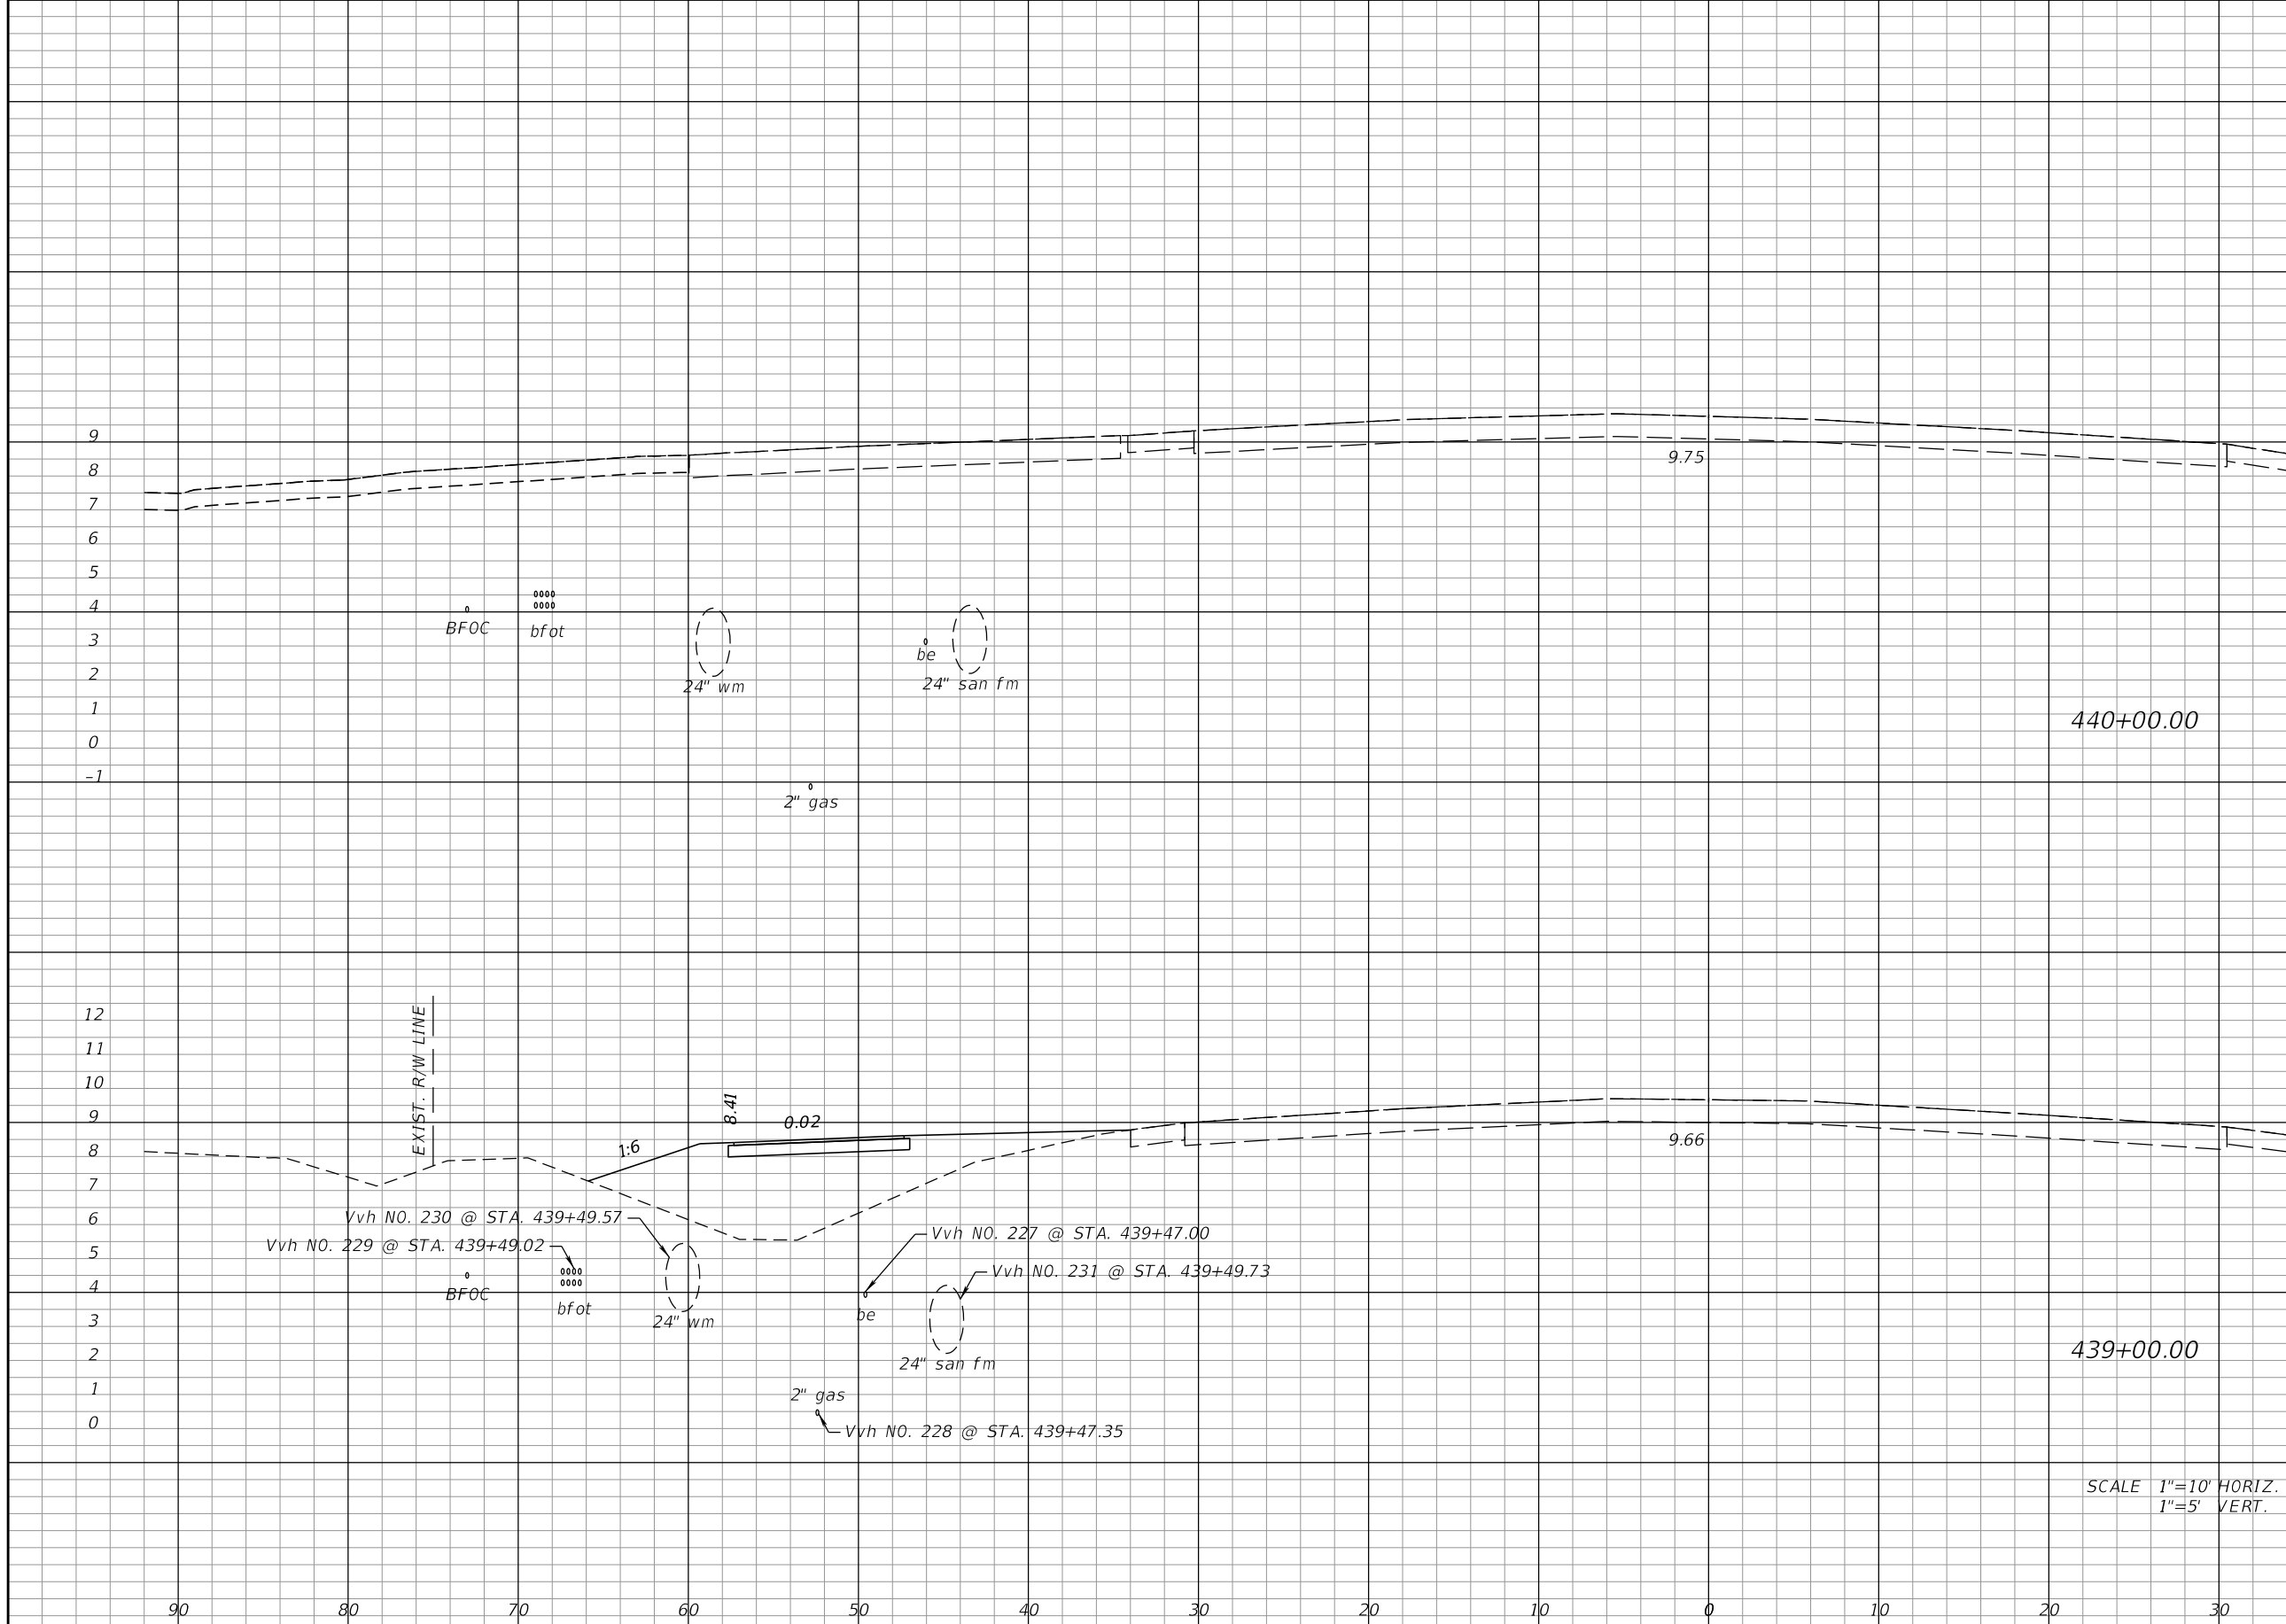 9
9.75
8
7
6
5
4
BFOC
bfot
3
be
2
24" wm
24" san fm
1
440+00.00
0
-1
2" gas
12
11
EXIST. R/W LINE
10
9
8.41
0.02
1:6
9.66
8
7
6
Vvh NO. 230 @ STA. 439+49.57
Vvh NO. 227 @ STA. 439+47.00
5
Vvh NO. 229 @ STA. 439+49.02
Vvh NO. 231 @ STA. 439+49.73
4
BFOC
bfot
be
3
24" wm
2
24" san fm
439+00.00
1
2" gas
0
Vvh NO. 228 @ STA. 439+47.35
SCALE 1"=10' HORIZ.
1"=5' VERT.
90 80 70 60 50 40 30 20 10 0 10 20 30